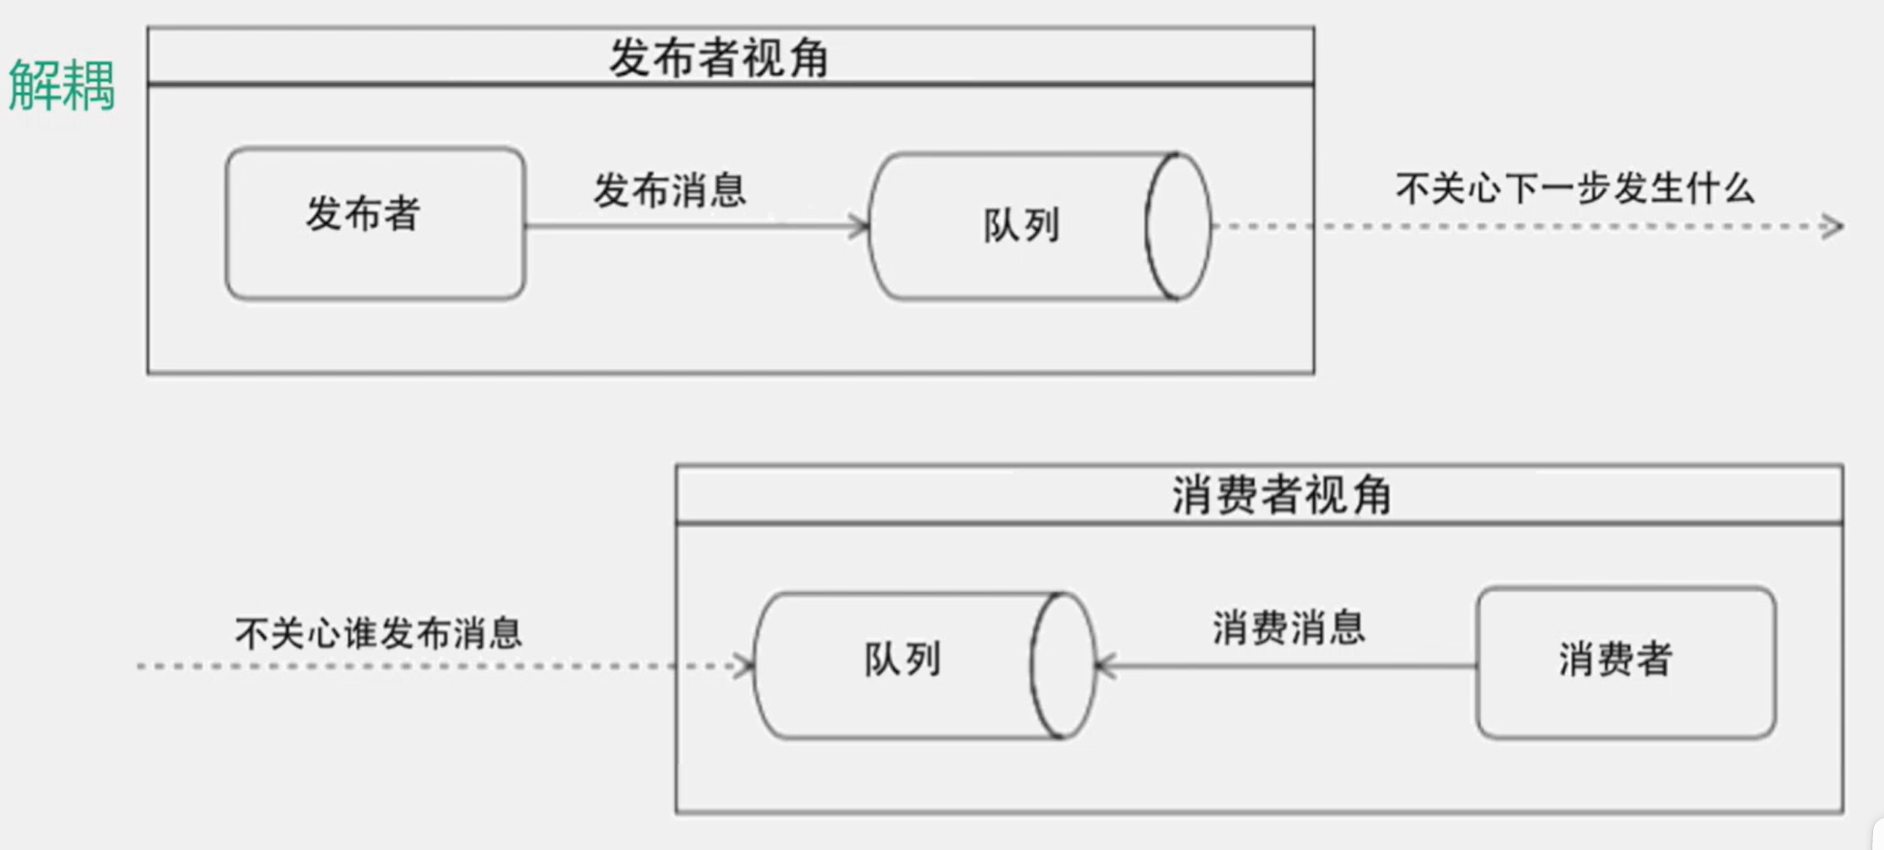 解耦
发布者视角
发布者
发布消息
队列
不关心下一步发生什么
消费者视角
不关心谁发布消息
队列
消费消息
消费者